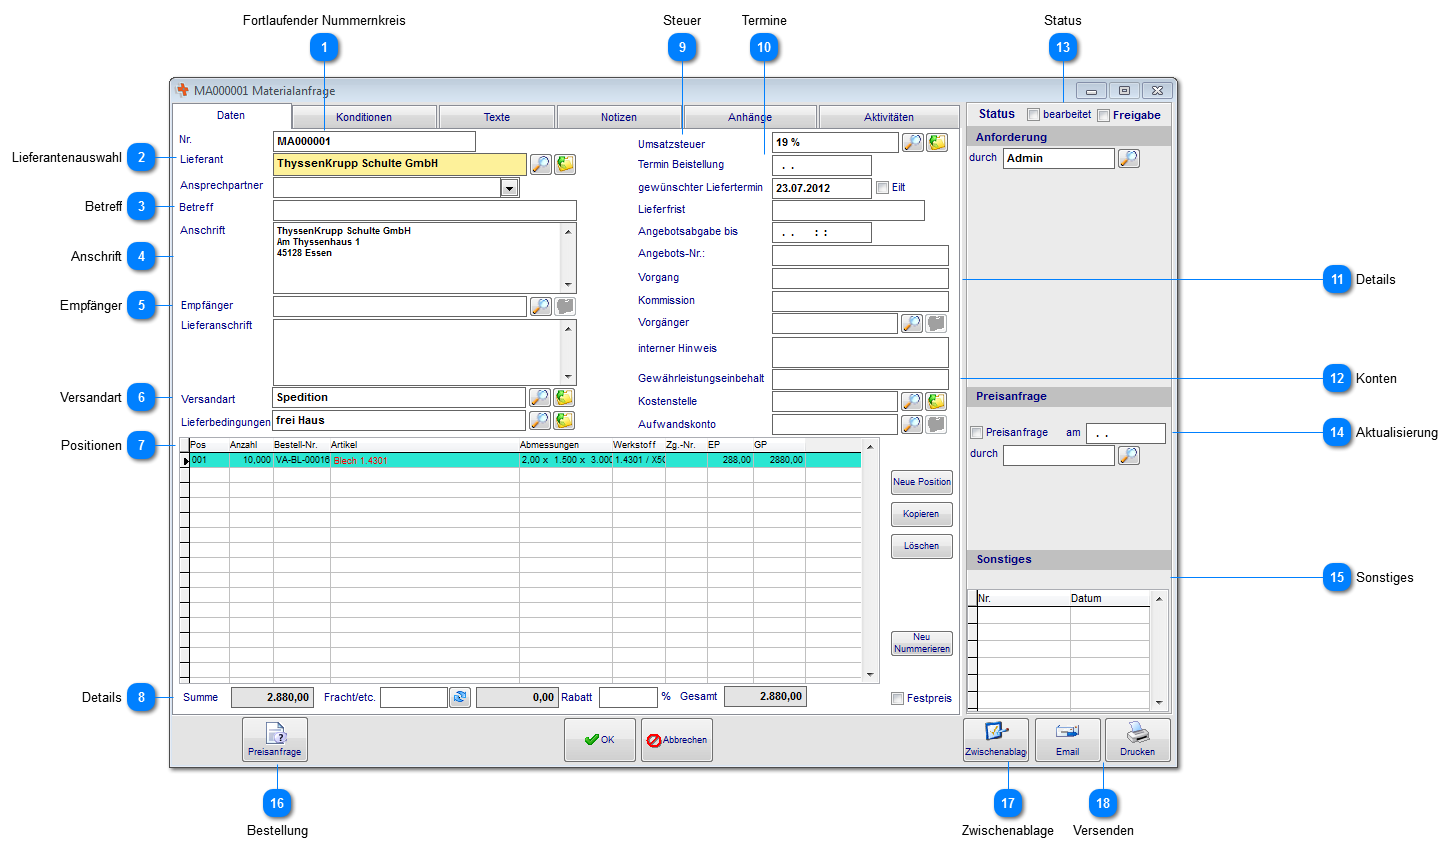 Fortlaufender Nummernkreis
Steuer
Termine
Status
1
9
10
13
MA000001 Materialanfrage
Daten
Konditionen
Texte
Notizen
Anhänge
Aktivitäten
Status
bearbeitet
Freigabe
Nr.
MA000001
Umsatzsteuer
19 %
Anforderung
Lieferantenauswahl
2
Lieferant
ThyssenKrupp Schulte GmbH
Termin Beistellung
. .
durch
Admin
Ansprechpartner
gewünschter Liefertermin
23.07.2012
Eilt
Betreff
3
Betreff
Lieferfrist
Anschrift
4
Anschrift
ThyssenKrupp Schulte GmbH
Am Thyssenhaus 1
45128 Essen
Angebotsabgabe bis
. . : :
Angebots-Nr.:
Vorgang
11
Details
Empfänger
5
Empfänger
Kommission
Lieferanschrift
Vorgänger
interner Hinweis
Gewährleistungseinbehalt
12
Konten
Versandart
6
Versandart
Spedition
Kostenstelle
Preisanfrage
Lieferbedingungen
frei Haus
Aufwandskonto
Preisanfrage
am
. .
14
Aktualisierung
durch
Positionen
7
Pos
Anzahl
Bestell-Nr.
Artikel
Abmessungen
Werkstoff
Zg.-Nr.
EP
GP
001
10,000
VA-BL-00016
Blech 1.4301
2,00 x 1.500 x 3.000
1.4301 / X50
288,00
2880,00
Neue Position
Kopieren
Löschen
Neu
Nummerieren
Sonstiges
15
Sonstiges
Nr.
Datum
Details
8
Summe
2.880,00
Fracht/etc.
0,00
Rabatt
%
Gesamt
2.880,00
Festpreis
Preisanfrage
OK
Abbrechen
Zwischenablag
Email
Drucken
16
17
18
Bestellung
Zwischenablage
Versenden